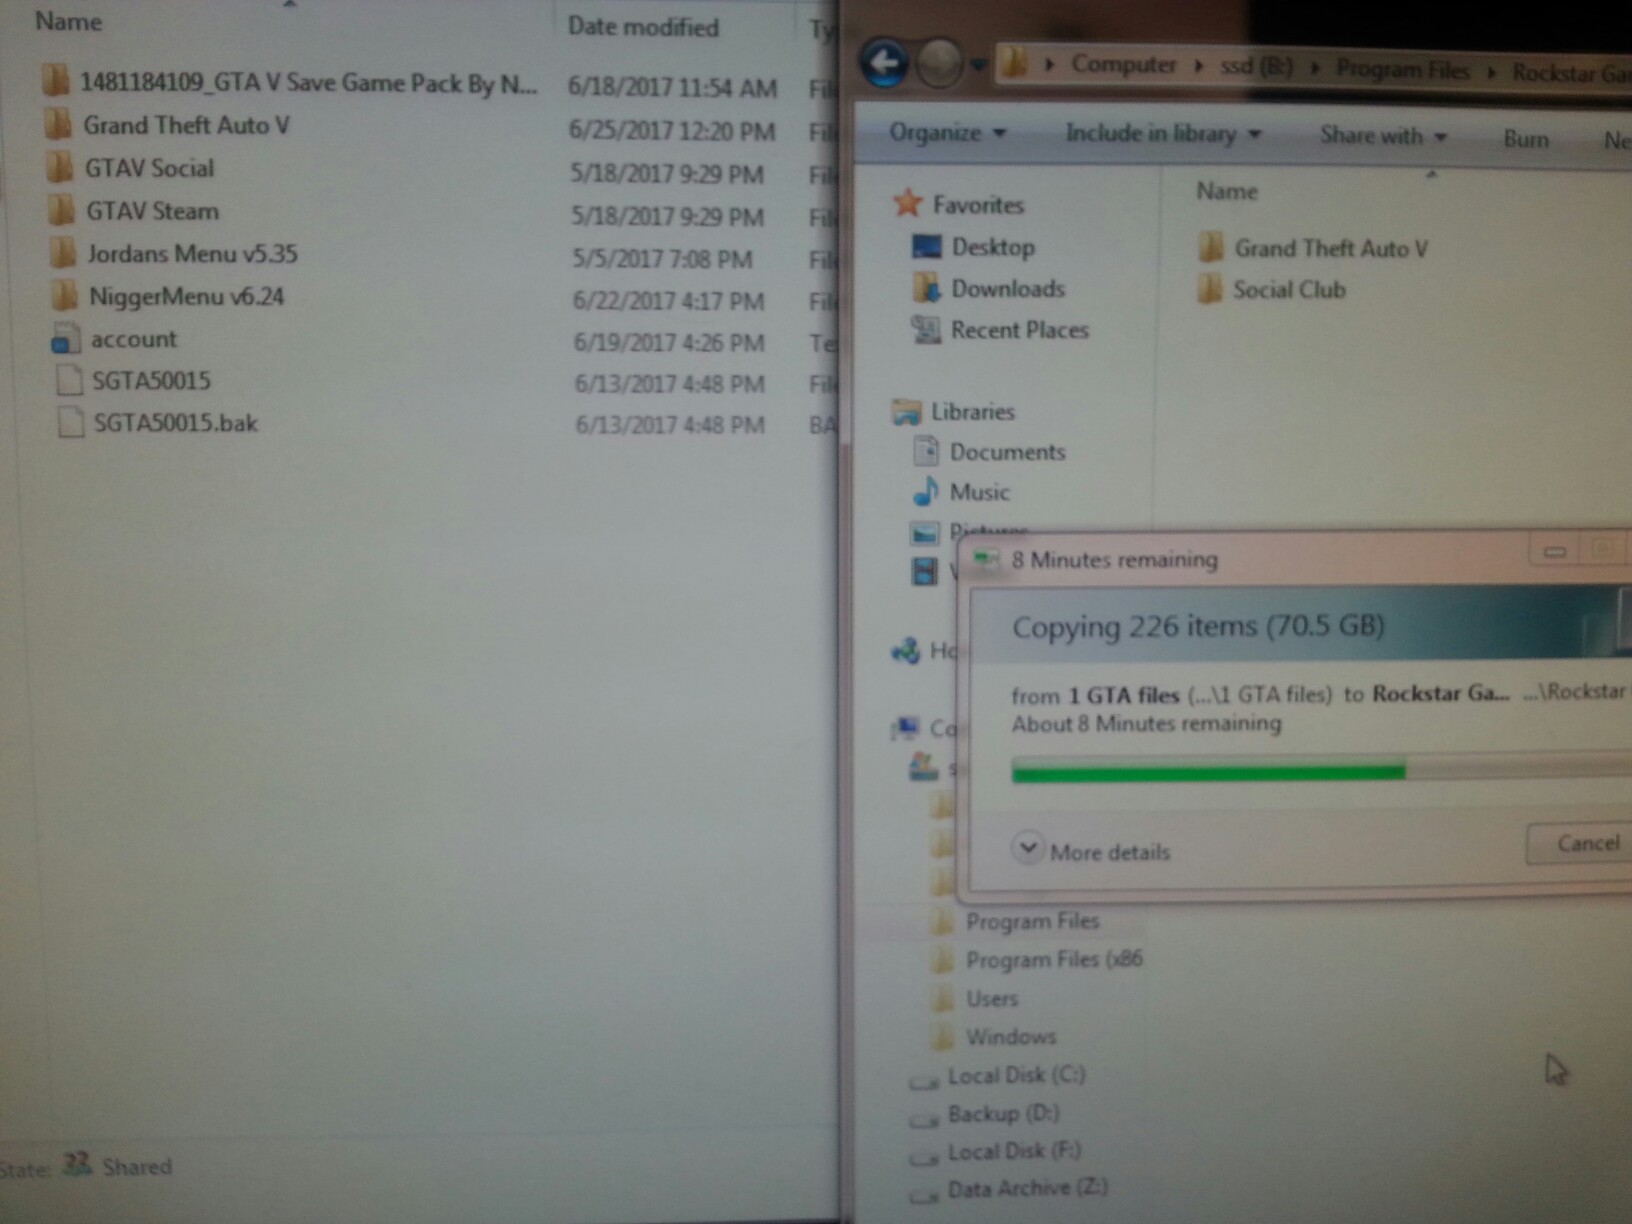 Name Date modified Ty
1481184109_GTA V Save Game Pack By N... 6/18/2017 11:54 AM Fil
Grand Theft Auto V 6/25/2017 12:20 PM Fil
GTAV Social 5/18/2017 9:29 PM Fil
GTAV Steam 5/18/2017 9:29 PM Fil
Jordans Menu v5.35 5/5/2017 7:08 PM Fil
NiggerMenu v6.24 6/22/2017 4:17 PM Fil
account 6/19/2017 4:26 PM Te
SGTA50015 6/13/2017 4:48 PM Fil
SGTA50015.bak 6/13/2017 4:48 PM BA
State: Shared
Computer ssd (B:) Program Files Rockstar Ga
Organize Include in library Share with Burn Ne
Name
Grand Theft Auto V
Social Club
Favorites
Desktop
Downloads
Recent Places
Libraries
Documents
Music
Pictures
V
Ho
Co
s
8 Minutes remaining
Copying 226 items (70.5 GB)
from 1 GTA files (...\1 GTA files) to Rockstar Ga... ...\Rockstar
About 8 Minutes remaining
More details
Cancel
Program Files
Program Files (x86
Users
Windows
Local Disk (C:)
Backup (D:)
Local Disk (F:)
Data Archive (Z:)